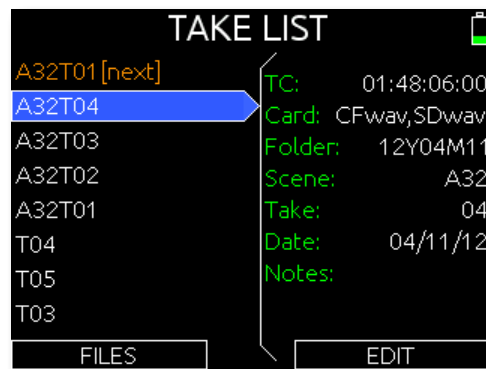 TAKE LIST
A32T01[next]
A32T04
A32T03
A32T02
A32T01
T04
T05
T03
TC: 01:48:06:00
Card: CFwav,SDwav
Folder: 12Y04M11
Scene: A32
Take: 04
Date: 04/11/12
Notes:
FILES
EDIT